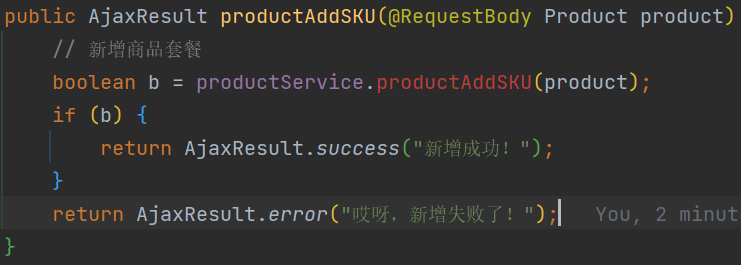 public AjaxResult productAddSKU(@RequestBody Product product)
// 新增商品套餐
boolean b = productService.productAddSKU(product);
if (b) {
return AjaxResult.success("新增成功！");
}
return AjaxResult.error("哎呀，新增失败了！"); You, 2 minut
}